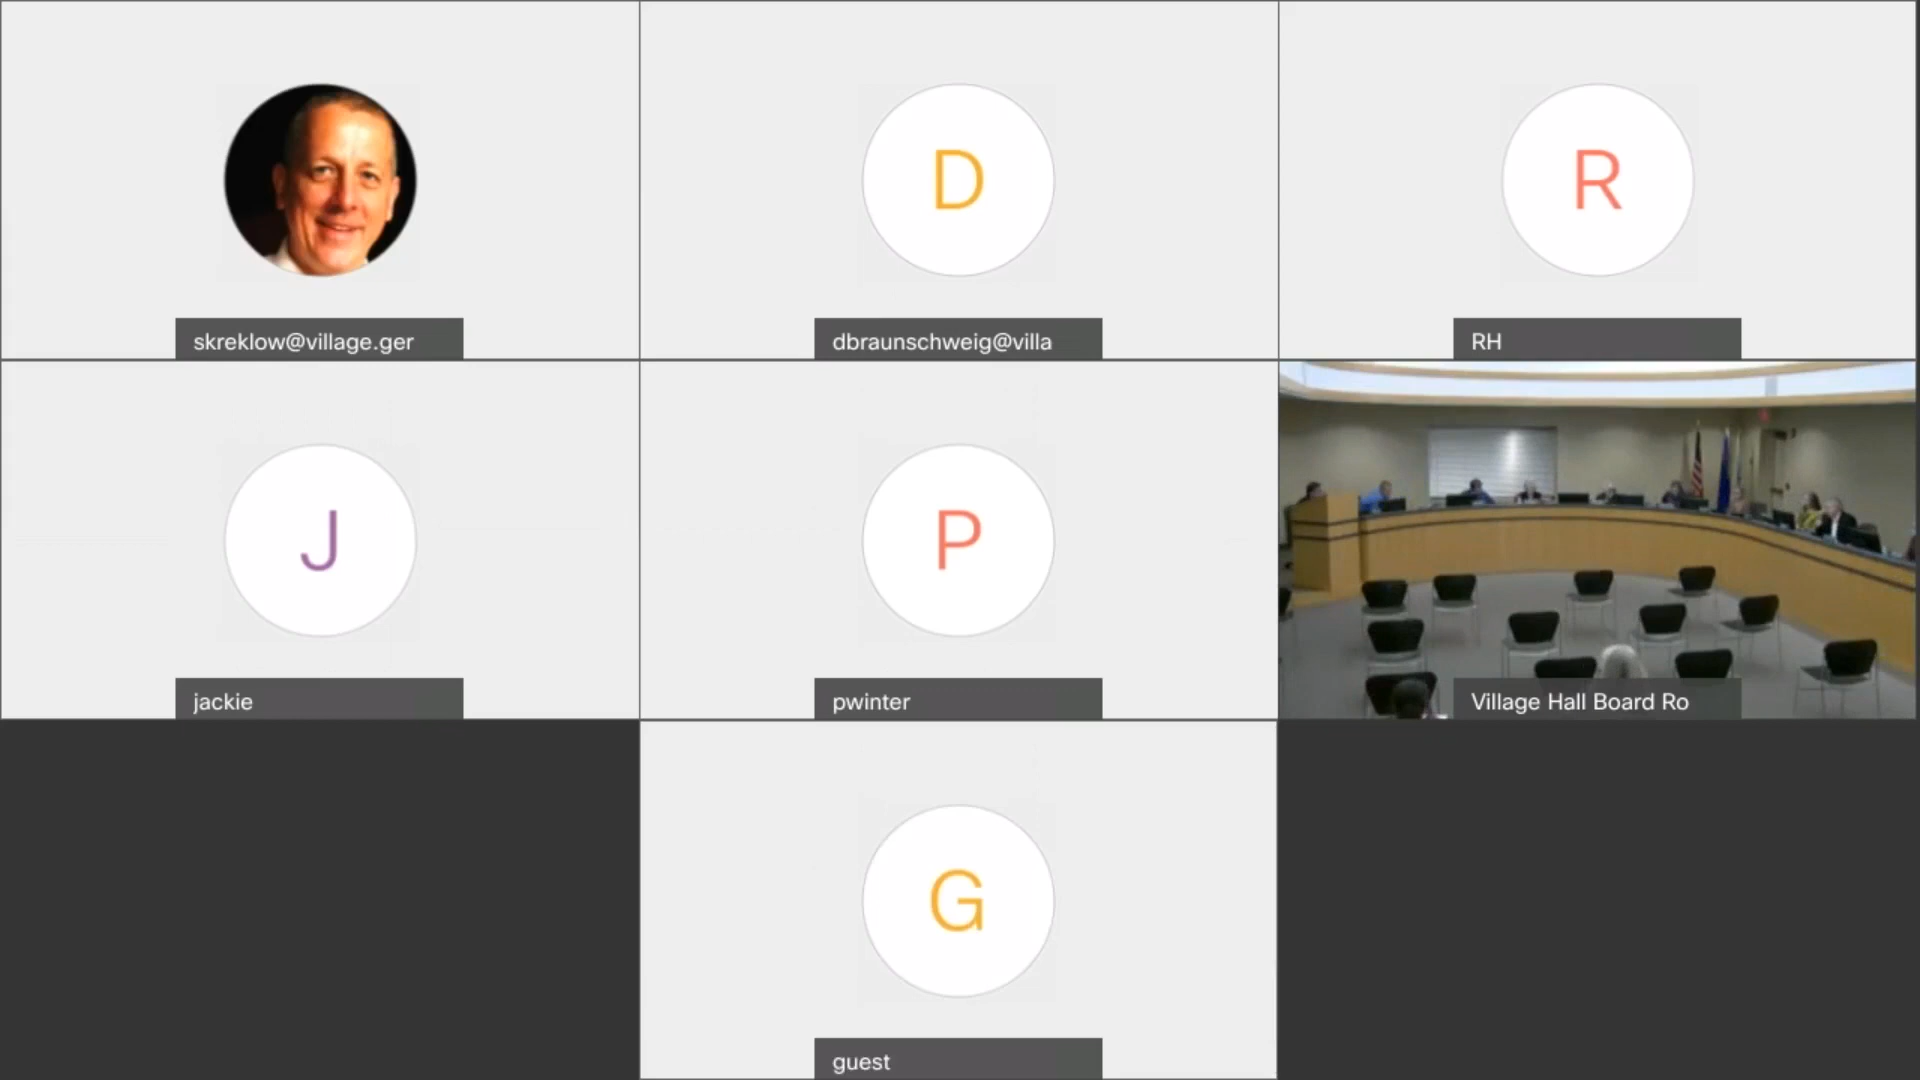 skreklow@village.ger
D
dbraunschweig@villa
R
RH
J
jackie
P
pwinter
Village Hall Board Ro
G
guest